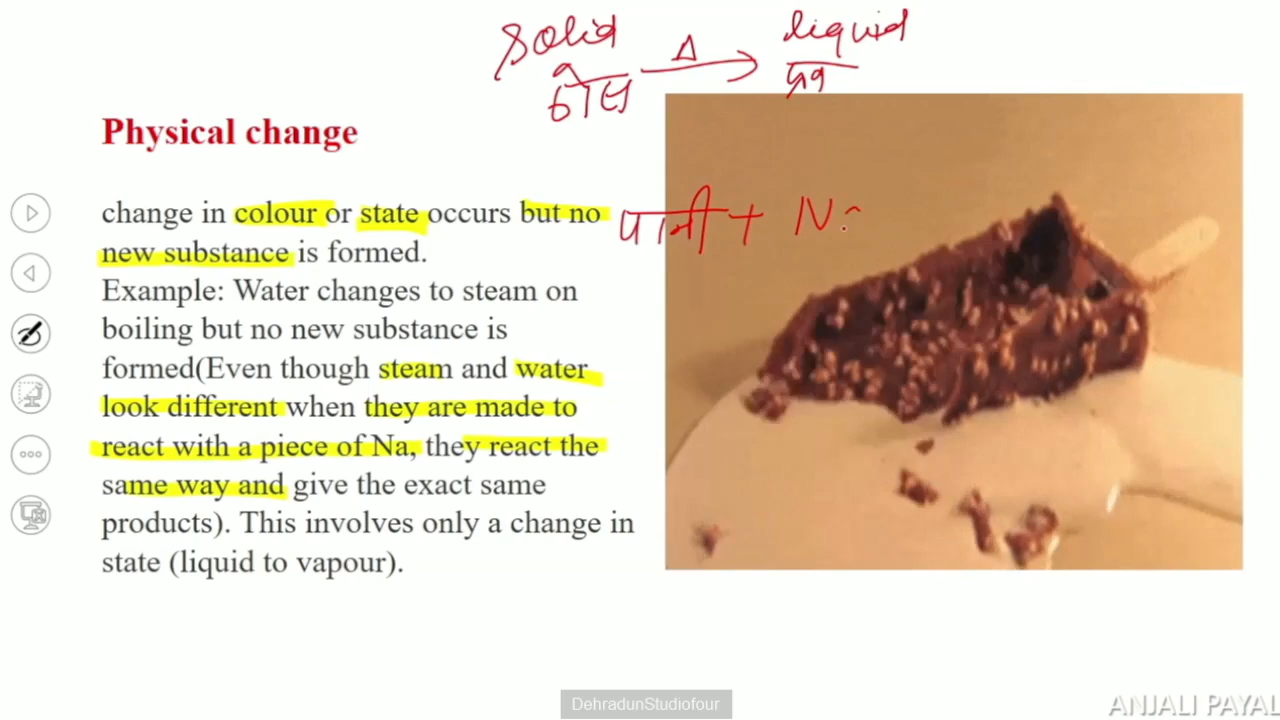 solid Δ liquid
ठोस द्रव
Physical change
change in colour or state occurs but no
पानी + N
new substance is formed.
Example: Water changes to steam on
boiling but no new substance is
formed(Even though steam and water
look different when they are made to
react with a piece of Na, they react the
same way and give the exact same
products). This involves only a change in
state (liquid to vapour).
DehradunStudiofour
ANJALI PAYAL